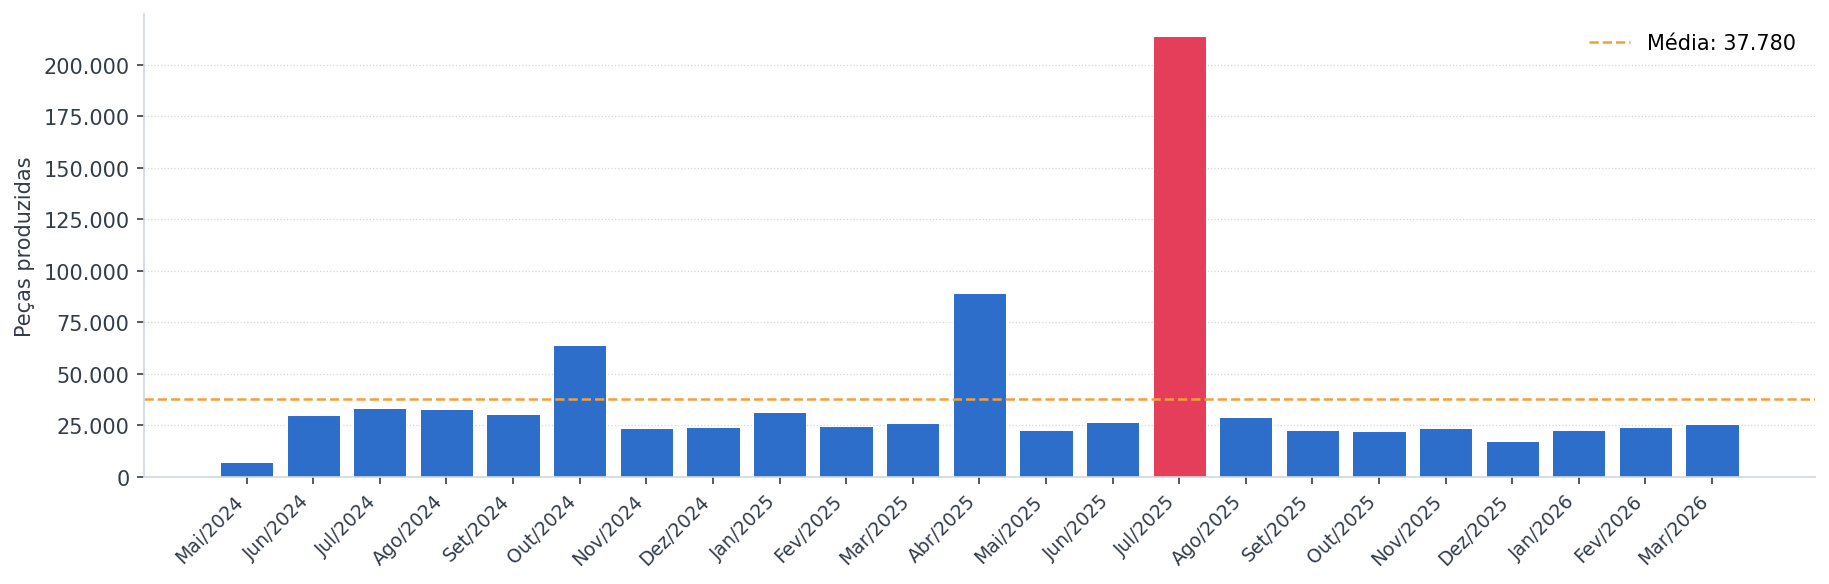 Média: 37.780
Peças produzidas
200.000
175.000
150.000
125.000
100.000
75.000
50.000
25.000
0
Mai/2024
Jun/2024
Jul/2024
Ago/2024
Set/2024
Out/2024
Nov/2024
Dez/2024
Jan/2025
Fev/2025
Mar/2025
Abr/2025
Mai/2025
Jun/2025
Jul/2025
Ago/2025
Set/2025
Out/2025
Nov/2025
Dez/2025
Jan/2026
Fev/2026
Mar/2026